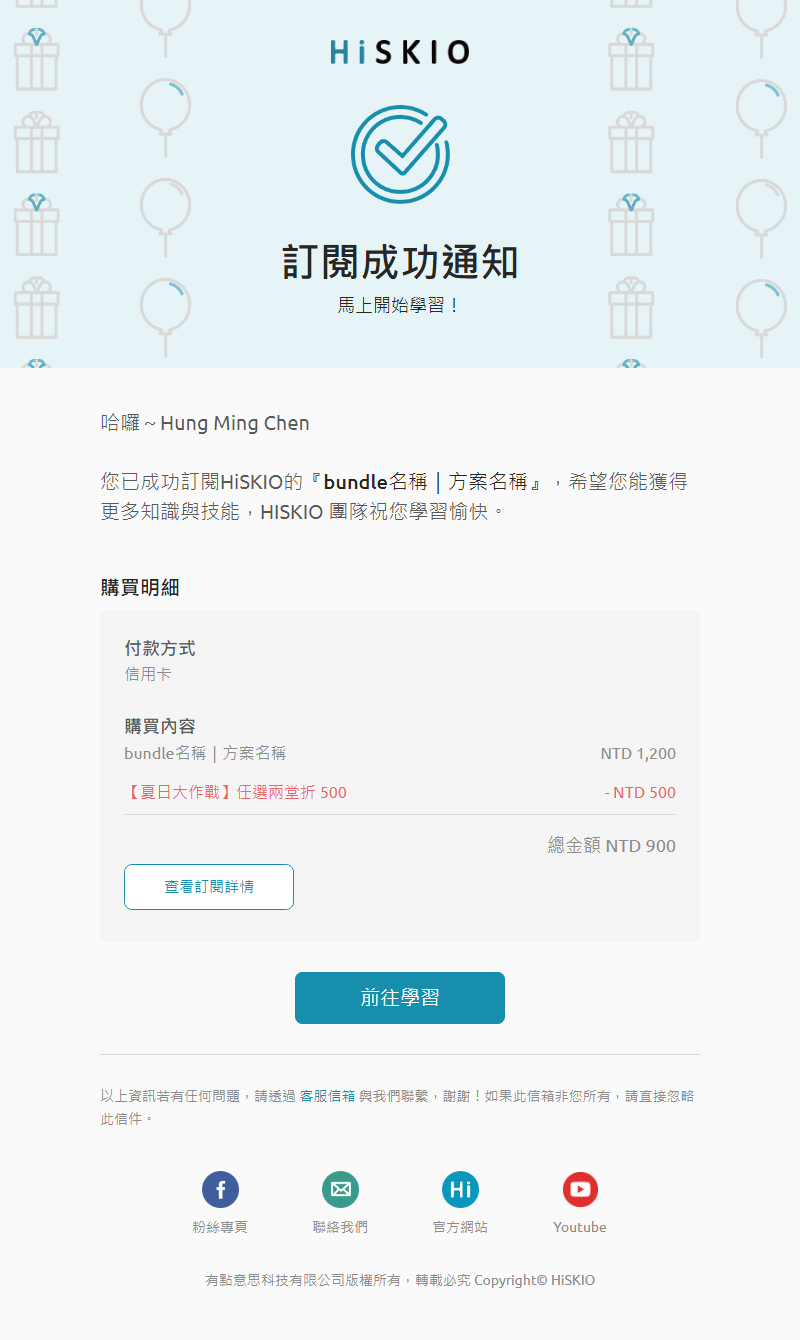 HiSKIO
訂閱成功通知
馬上開始學習！
哈囉～Hung Ming Chen
您已成功訂閱HiSKIO的『bundle名稱 | 方案名稱』，希望您能獲得
更多知識與技能，HISKIO 團隊祝您學習愉快。
購買明細
付款方式
信用卡
購買內容
bundle名稱 | 方案名稱 NTD 1,200
【夏日大作戰】任選兩堂折 500 - NTD 500
總金額 NTD 900
查看訂閱詳情
前往學習
以上資訊若有任何問題，請透過 客服信箱 與我們聯繫，謝謝！如果此信箱非您所有，請直接忽略
此信件。
Hi
粉絲專頁 聯絡我們 官方網站 Youtube
有點意思科技有限公司版權所有，轉載必究 Copyright© HiSKIO